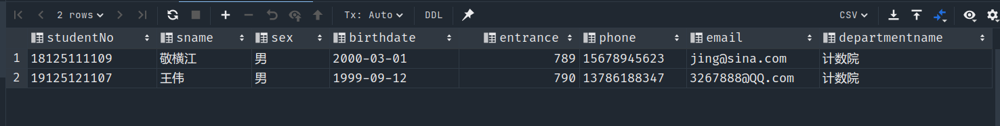 2 rows Tx: Auto DDL CSV
studentNo sname sex birthdate entrance phone email departmentname
1 18125111109 敬横江 男 2000-03-01 789 15678945623 jing@sina.com 计数院
2 19125121107 王伟 男 1999-09-12 790 13786188347 3267888@QQ.com 计数院